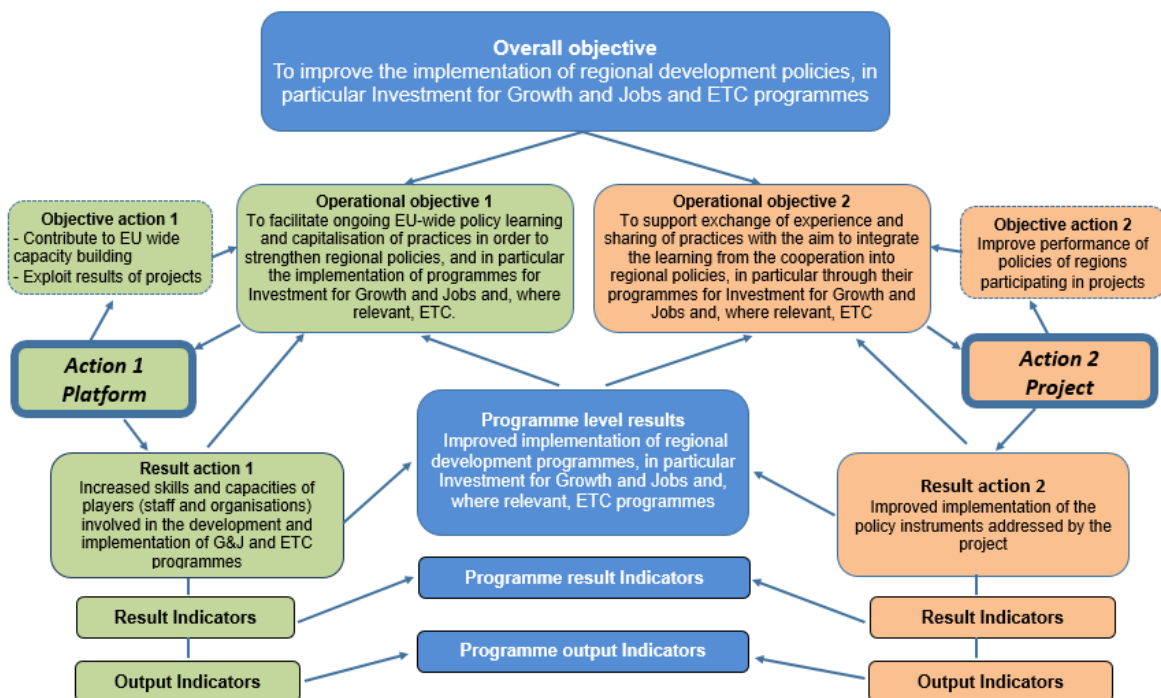 Overall objective
To improve the implementation of regional development policies, in
particular Investment for Growth and Jobs and ETC programmes
Objective action 1
- Contribute to EU wide
capacity building
- Exploit results of projects
Operational objective 1
To facilitate ongoing EU-wide policy learning
and capitalisation of practices in order to
strengthen regional policies, and in particular
the implementation of programmes for
Investment for Growth and Jobs and, where
relevant, ETC.
Operational objective 2
To support exchange of experience and
sharing of practices with the aim to integrate
the learning from the cooperation into
regional policies, in particular through their
programmes for Investment for Growth and
Jobs and, where relevant, ETC
Objective action 2
Improve performance of
policies of regions
participating in projects
Action 1
Platform
Action 2
Project
Programme level results
Improved implementation of regional
development programmes, in particular
Investment for Growth and Jobs and,
where relevant, ETC programmes
Result action 1
Increased skills and capacities of
players (staff and organisations)
involved in the development and
implementation of G&J and ETC
programmes
Result action 2
Improved implementation of the
policy instruments addressed by the
project
Programme result Indicators
Result Indicators
Result Indicators
Programme output Indicators
Output Indicators
Output Indicators